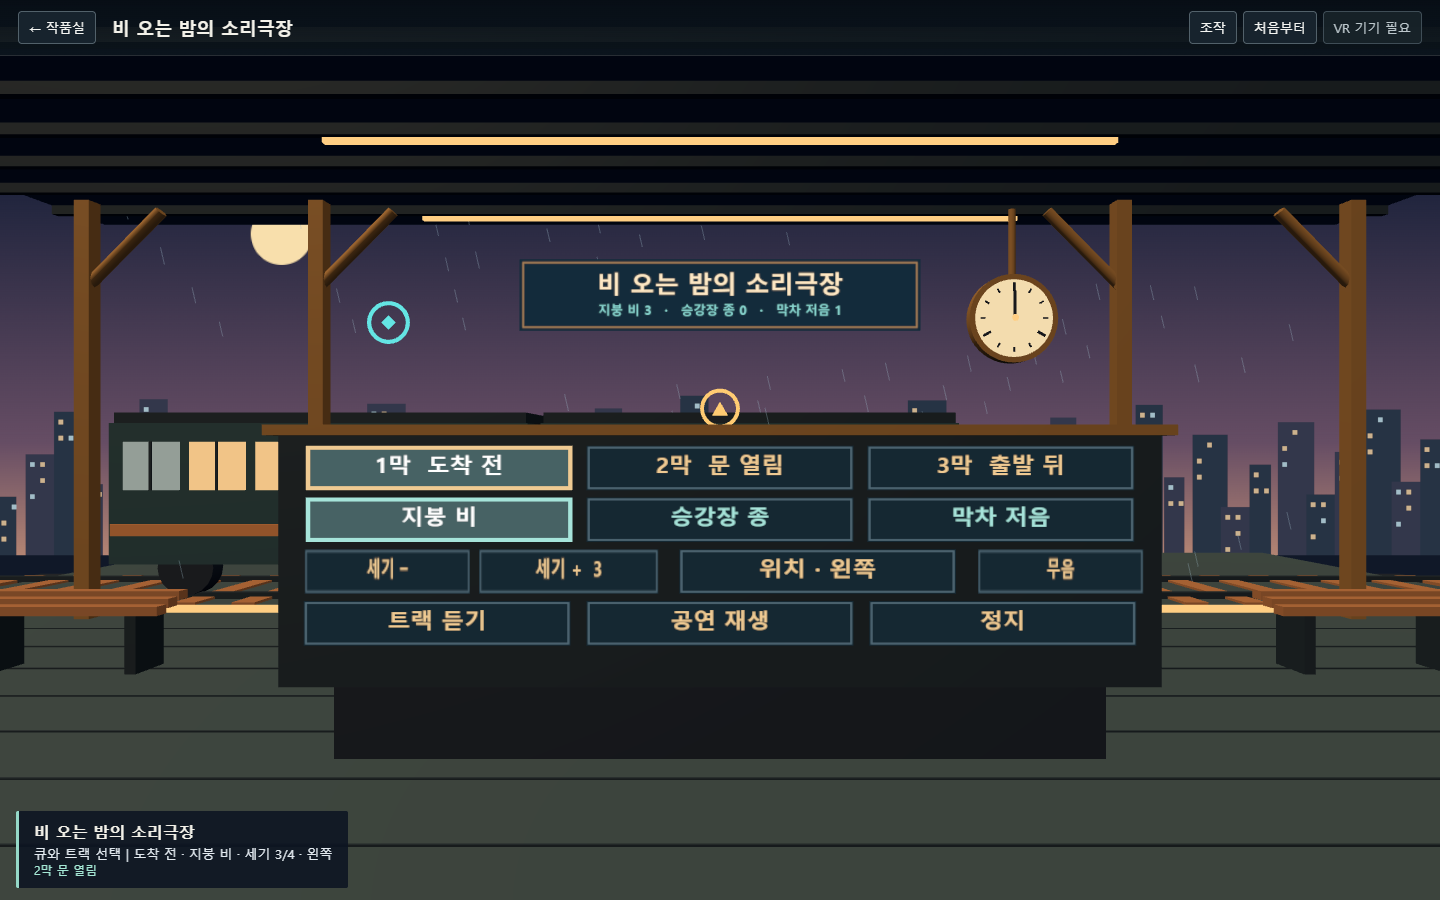 ← 작품실
비 오는 밤의 소리극장
조작
처음부터
VR 기기 필요
비 오는 밤의 소리극장
지붕 비 3 · 승강장 종 0 · 막차 저음 1
1막 도착 전
2막 문 열림
3막 출발 뒤
지붕 비
승강장 종
막차 저음
세기 -
세기 + 3
위치 · 왼쪽
무음
트랙 듣기
공연 재생
정지
비 오는 밤의 소리극장
큐와 트랙 선택 | 도착 전 · 지붕 비 · 세기 3/4 · 왼쪽
2막 문 열림